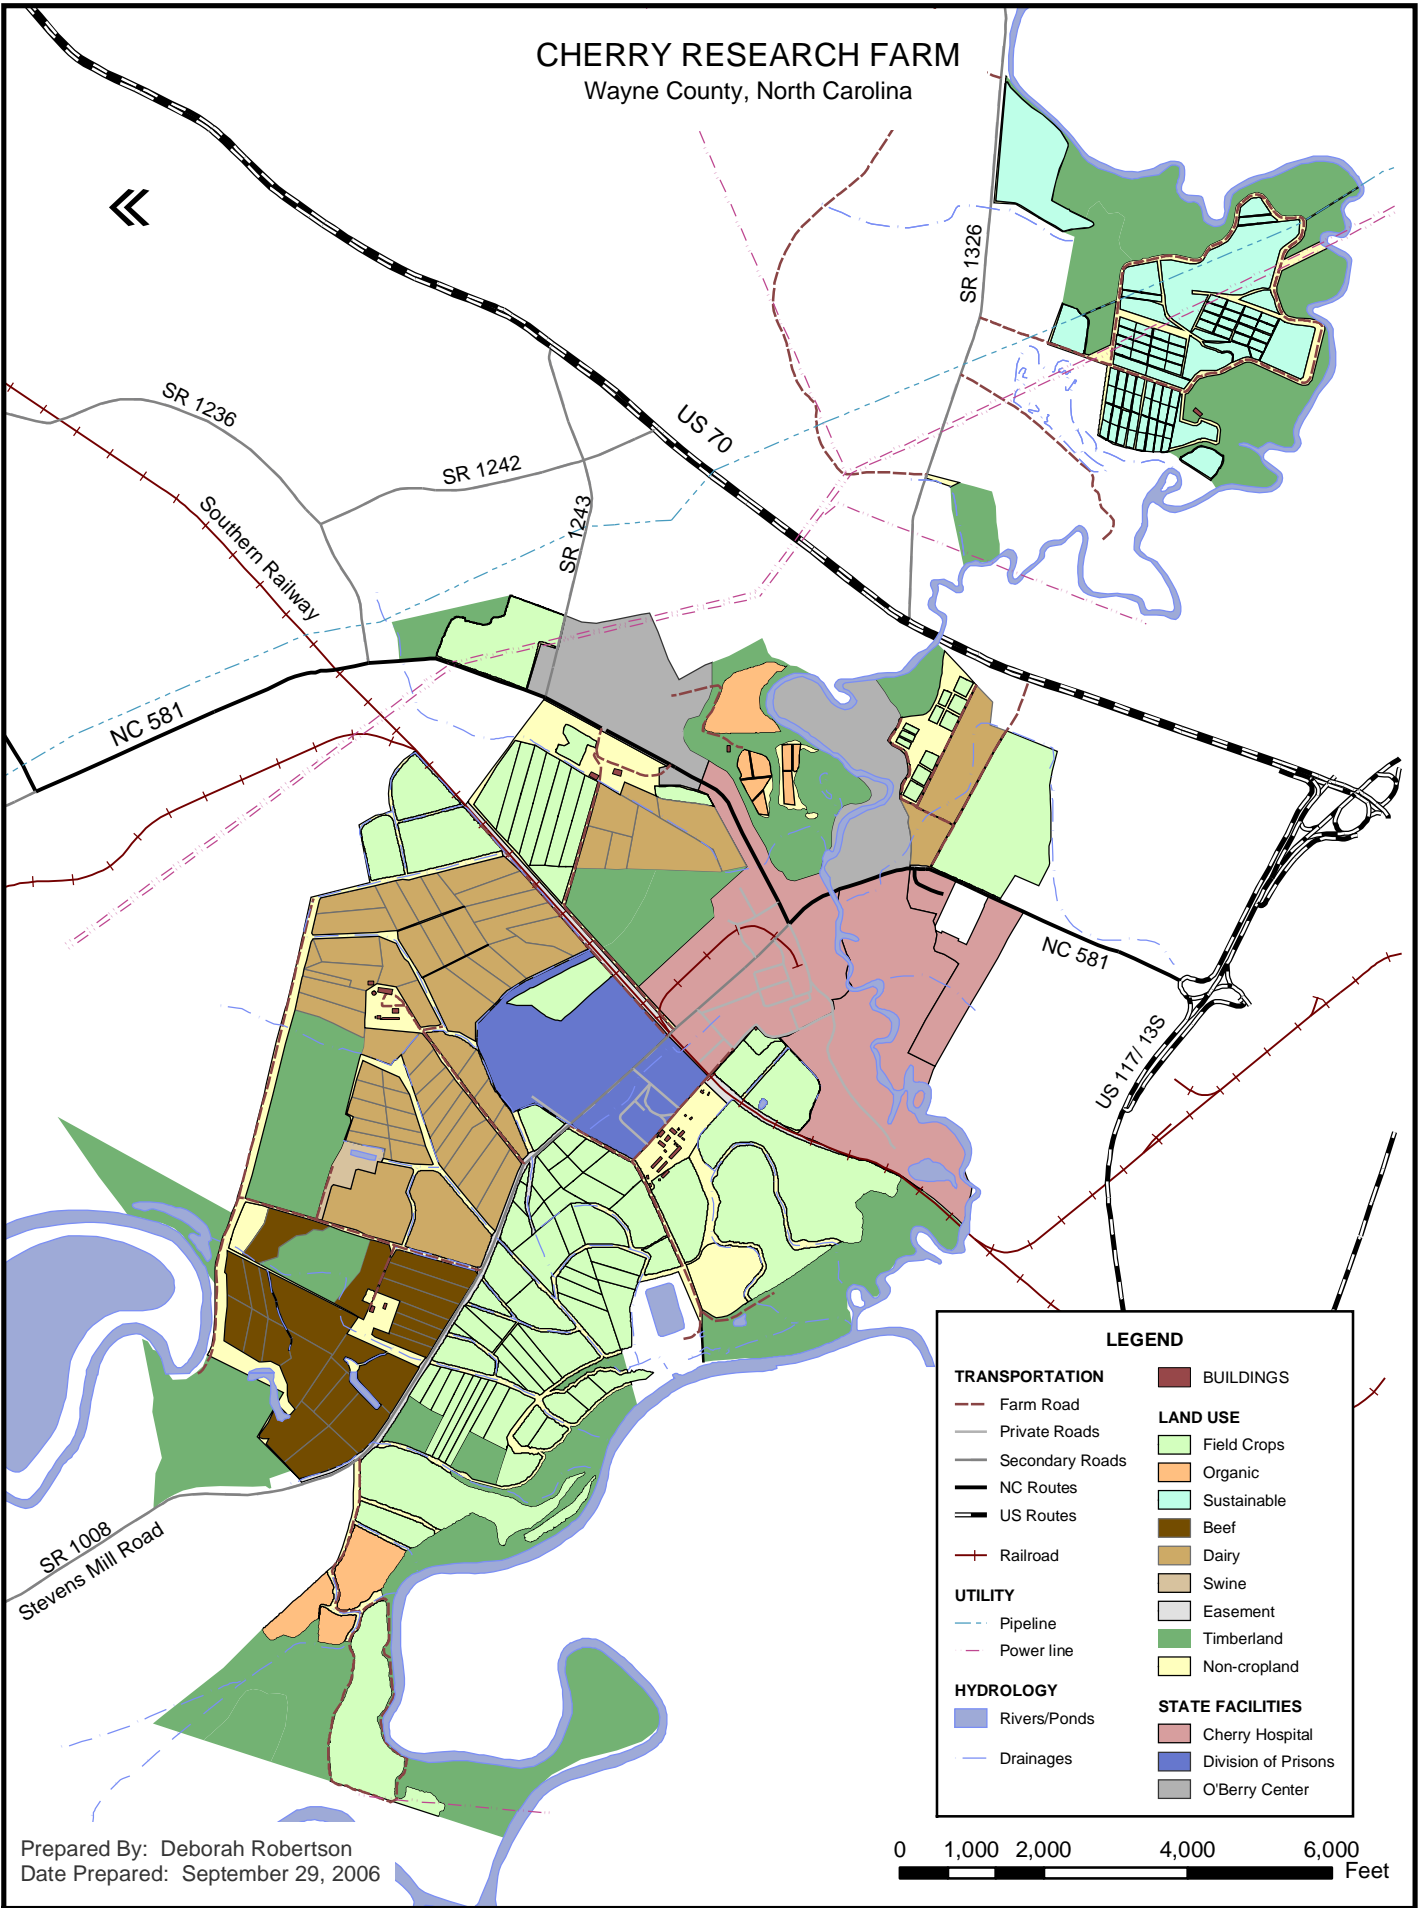 CHERRY RESEARCH FARM
Wayne County, North Carolina
SR 1326
SR 1236
US 70
SR 1242
SR 1243
Southern Railway
NC 581
NC 581
US 117/ 13S
SR 1008
Stevens Mill Road
LEGEND
TRANSPORTATION
Farm Road
Private Roads
Secondary Roads
NC Routes
US Routes
Railroad
UTILITY
Pipeline
Power line
HYDROLOGY
Rivers/Ponds
Drainages
BUILDINGS
LAND USE
Field Crops
Organic
Sustainable
Beef
Dairy
Swine
Easement
Timberland
Non-cropland
STATE FACILITIES
Cherry Hospital
Division of Prisons
O'Berry Center
Prepared By: Deborah Robertson
Date Prepared: September 29, 2006
0 1,000 2,000 4,000 6,000
Feet